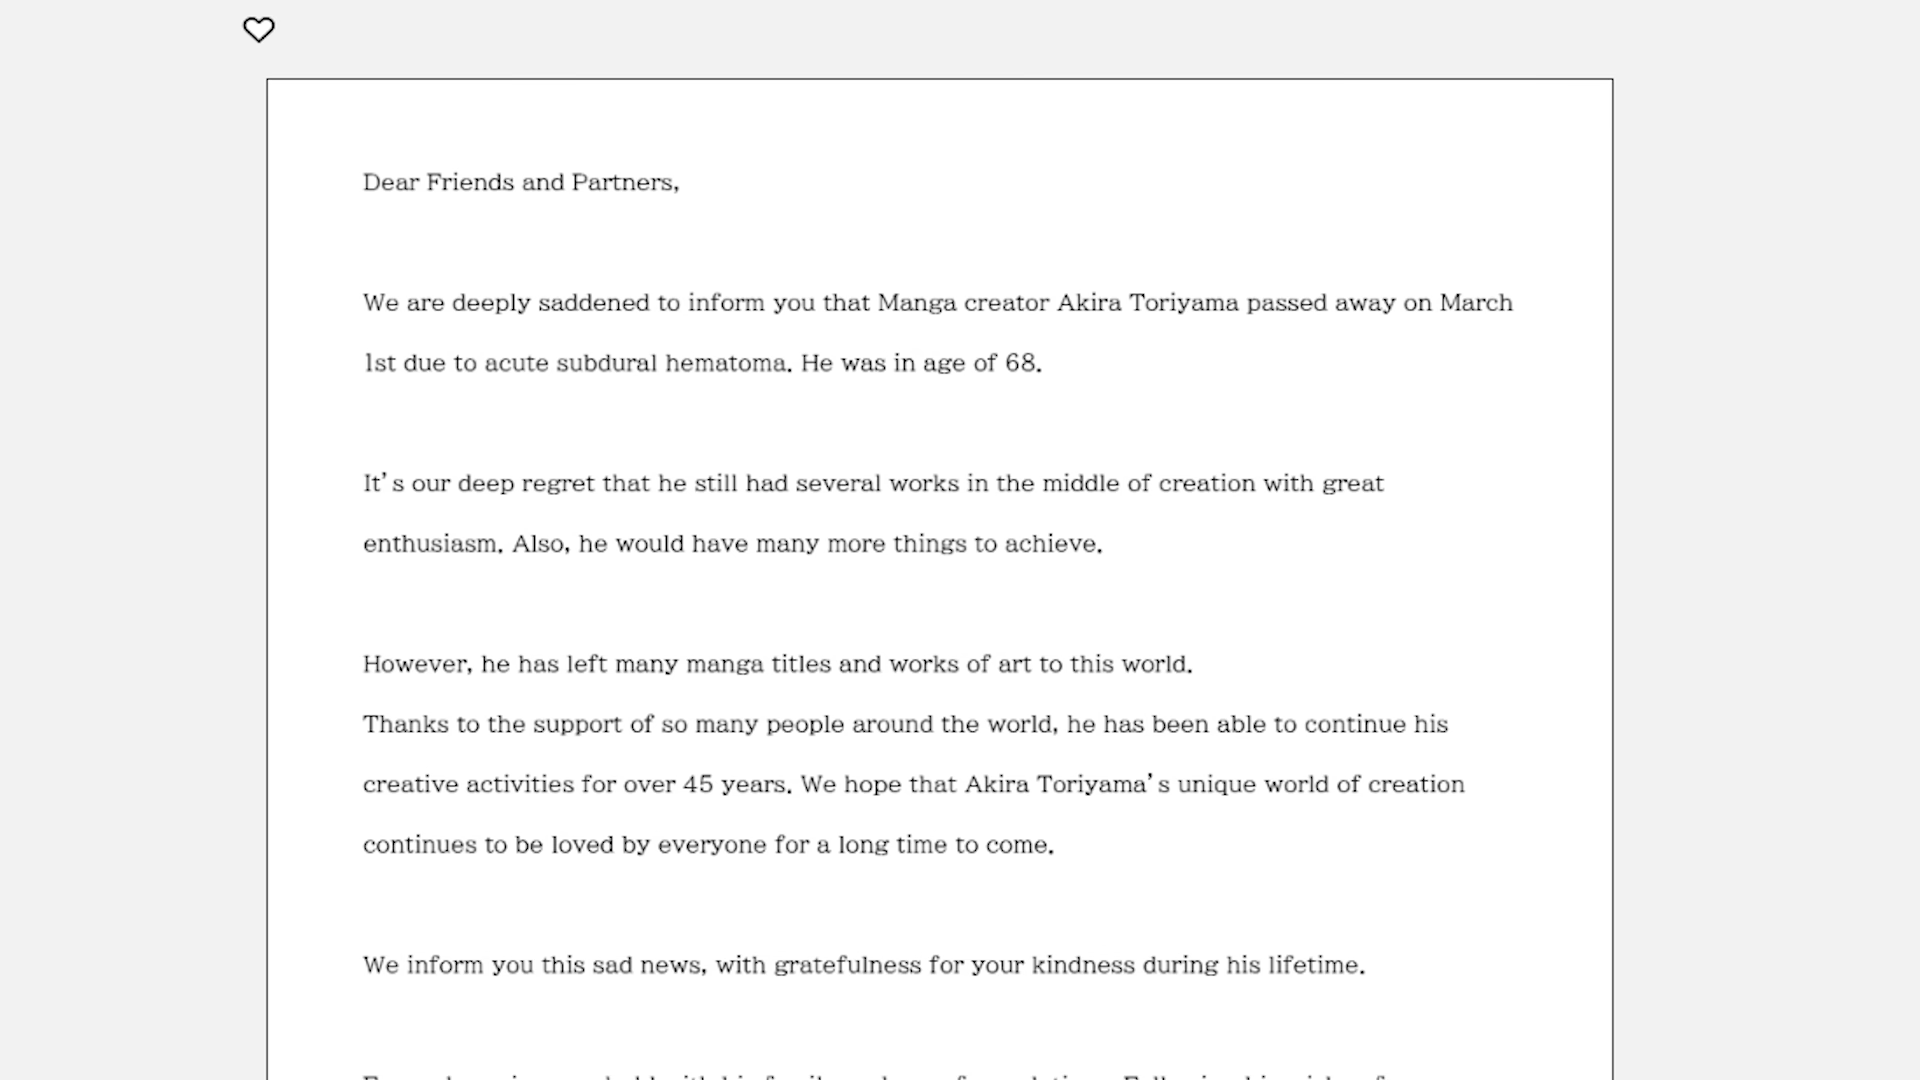 Dear Friends and Partners,
We are deeply saddened to inform you that Manga creator Akira Toriyama passed away on March
1st due to acute subdural hematoma. He was in age of 68.
It's our deep regret that he still had several works in the middle of creation with great
enthusiasm. Also, he would have many more things to achieve.
However, he has left many manga titles and works of art to this world.
Thanks to the support of so many people around the world, he has been able to continue his
creative activities for over 45 years. We hope that Akira Toriyama's unique world of creation
continues to be loved by everyone for a long time to come.
We inform you this sad news, with gratefulness for your kindness during his lifetime.